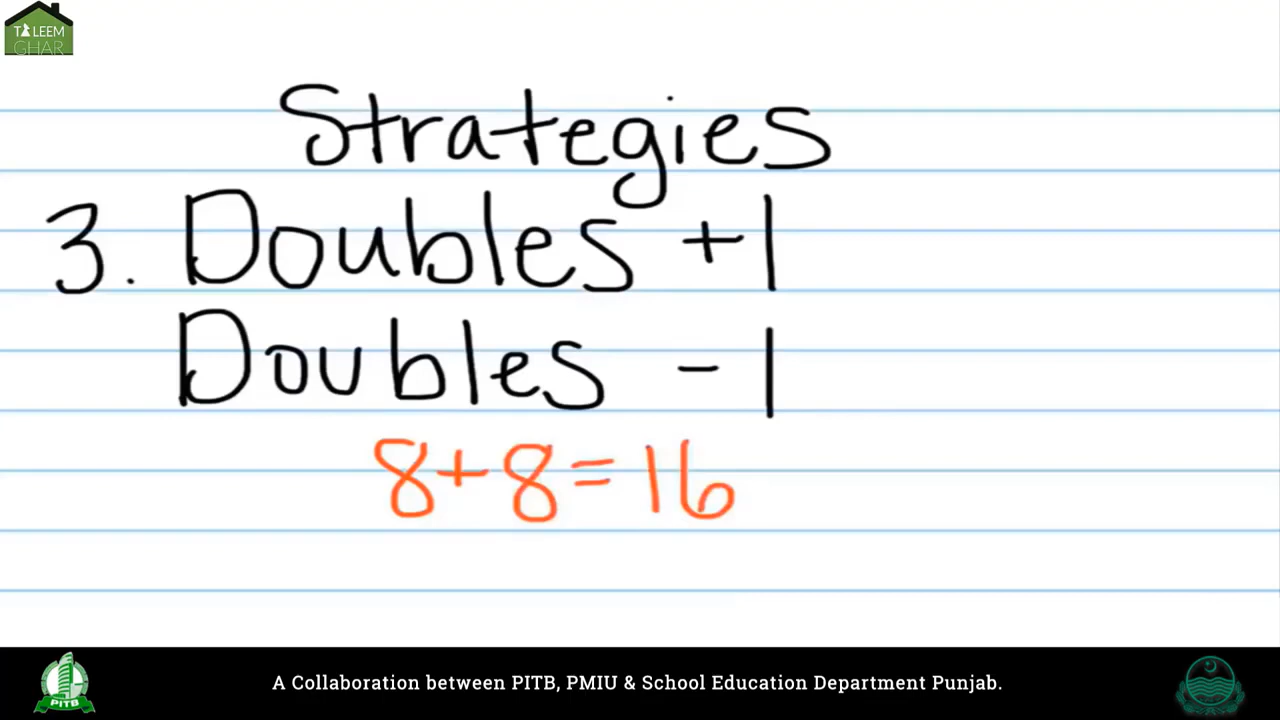 TALEEM
GHAR
Strategies
3. Doubles +1
Doubles - 1
8+8=16
PITB
A Collaboration between PITB, PMIU & School Education Department Punjab.